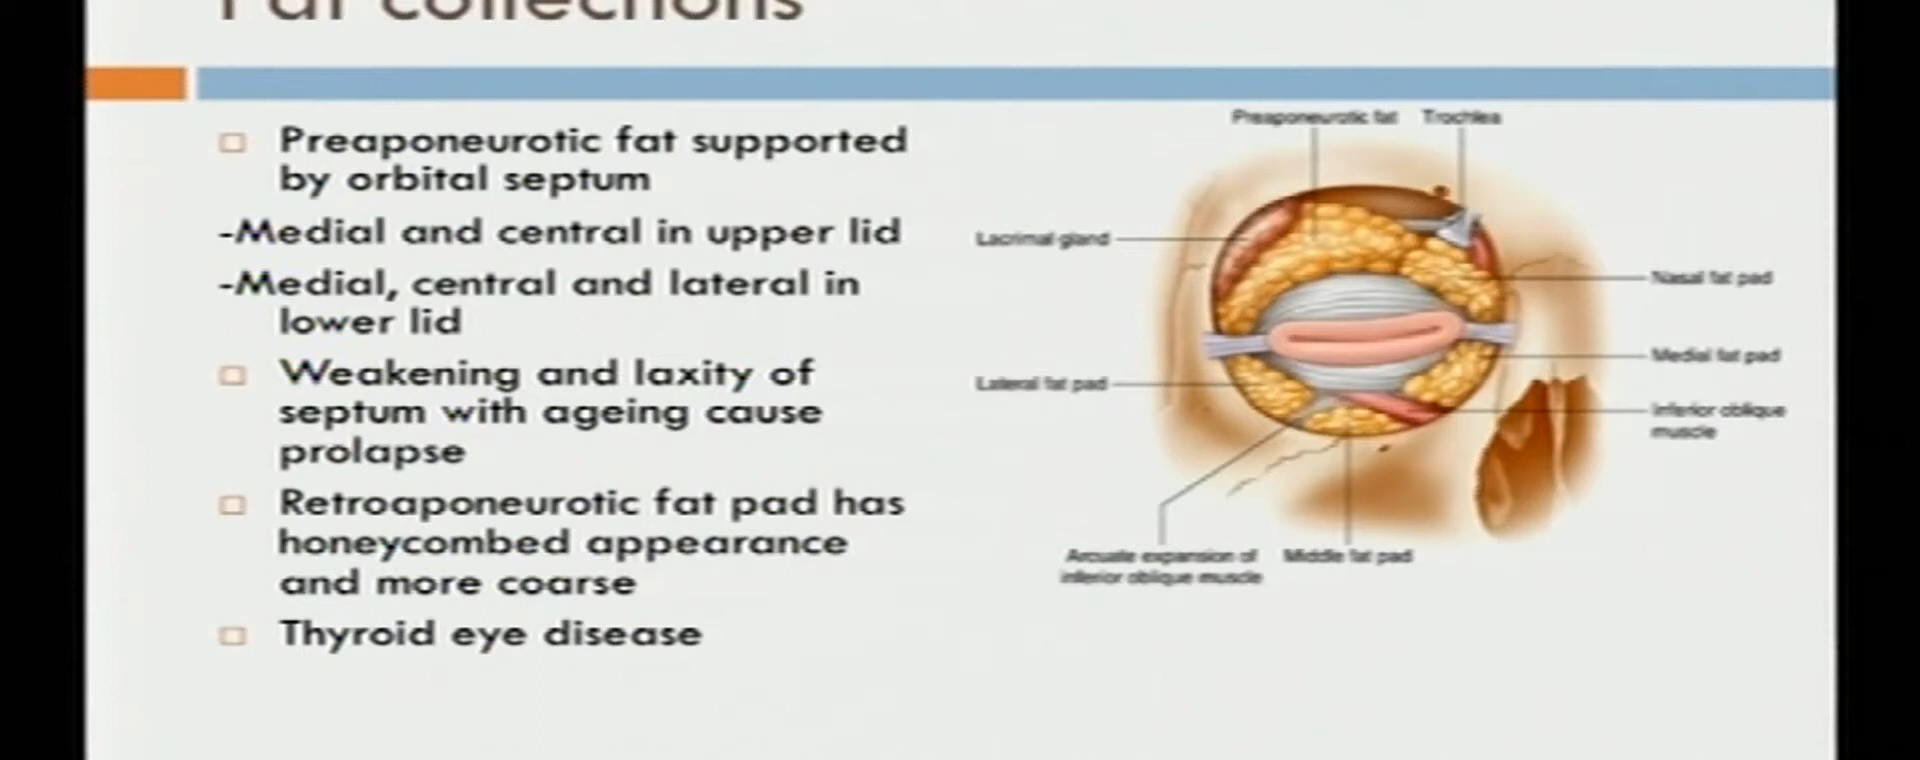 Fat collections
Preaponeurotic fat supported
by orbital septum
-Medial and central in upper lid
-Medial, central and lateral in
lower lid
Weakening and laxity of
septum with ageing cause
prolapse
Retroaponeurotic fat pad has
honeycombed appearance
and more coarse
Thyroid eye disease
Preaponeurotic fat
Trochlea
Lacrimal gland
Nasal fat pad
Medial fat pad
Lateral fat pad
Inferior oblique
muscle
Arcuate expansion of
inferior oblique muscle
Middle fat pad